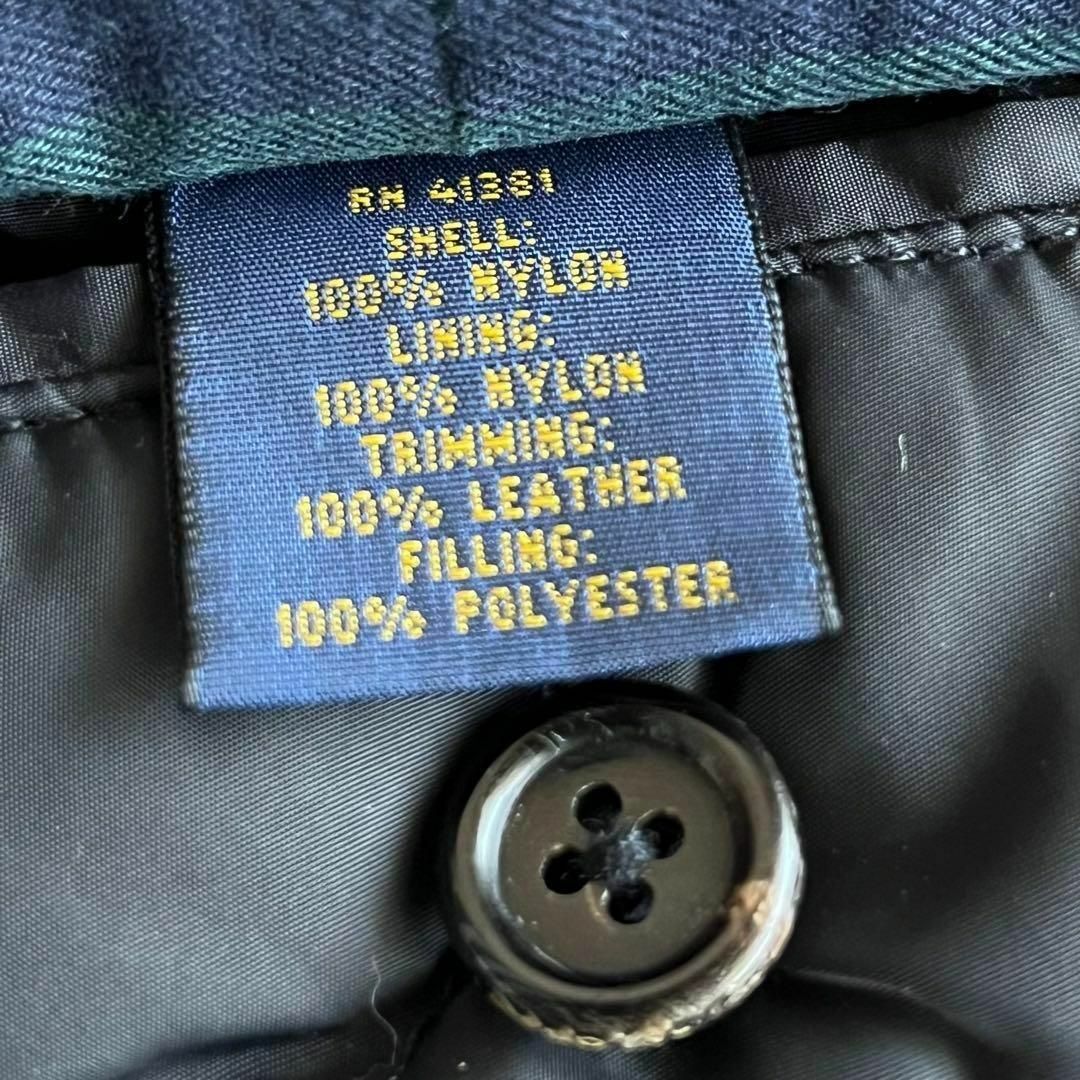 RN 41381
SHELL:
100% NYLON
LINING:
100% NYLON
TRIMMING:
100% LEATHER
FILLING:
100% POLYESTER